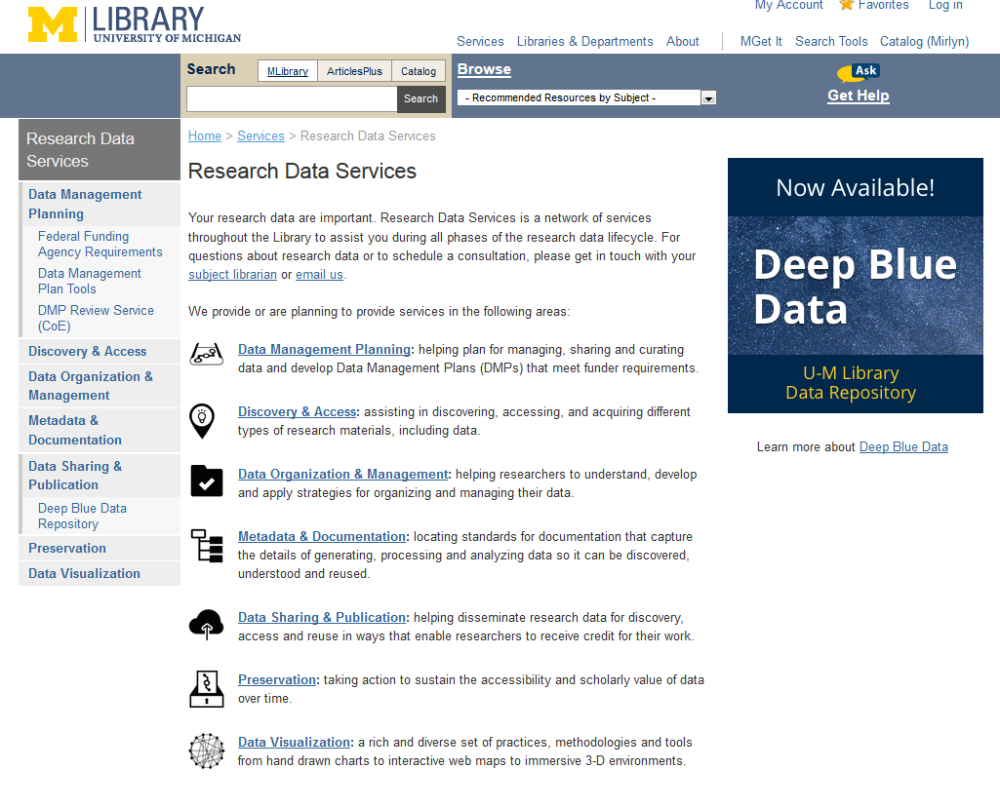 My Account Favorites Log in
M LIBRARY
UNIVERSITY OF MICHIGAN
Services Libraries & Departments About MGet It Search Tools Catalog (Mirlyn)
Search MLibrary ArticlesPlus Catalog
Search
Browse
- Recommended Resources by Subject -
Ask
Get Help
Research Data
Services
Data Management
Planning
Federal Funding
Agency Requirements
Data Management
Plan Tools
DMP Review Service
(CoE)
Discovery & Access
Data Organization &
Management
Metadata &
Documentation
Data Sharing &
Publication
Deep Blue Data
Repository
Preservation
Data Visualization
Home > Services > Research Data Services
Research Data Services
Your research data are important. Research Data Services is a network of services
throughout the Library to assist you during all phases of the research data lifecycle. For
questions about research data or to schedule a consultation, please get in touch with your
subject librarian or email us.
We provide or are planning to provide services in the following areas:
Data Management Planning: helping plan for managing, sharing and curating
data and develop Data Management Plans (DMPs) that meet funder requirements.
Discovery & Access: assisting in discovering, accessing, and acquiring different
types of research materials, including data.
Data Organization & Management: helping researchers to understand, develop
and apply strategies for organizing and managing their data.
Metadata & Documentation: locating standards for documentation that capture
the details of generating, processing and analyzing data so it can be discovered,
understood and reused.
Data Sharing & Publication: helping disseminate research data for discovery,
access and reuse in ways that enable researchers to receive credit for their work.
Preservation: taking action to sustain the accessibility and scholarly value of data
over time.
Data Visualization: a rich and diverse set of practices, methodologies and tools
from hand drawn charts to interactive web maps to immersive 3-D environments.
Now Available!
Deep Blue
Data
U-M Library
Data Repository
Learn more about Deep Blue Data